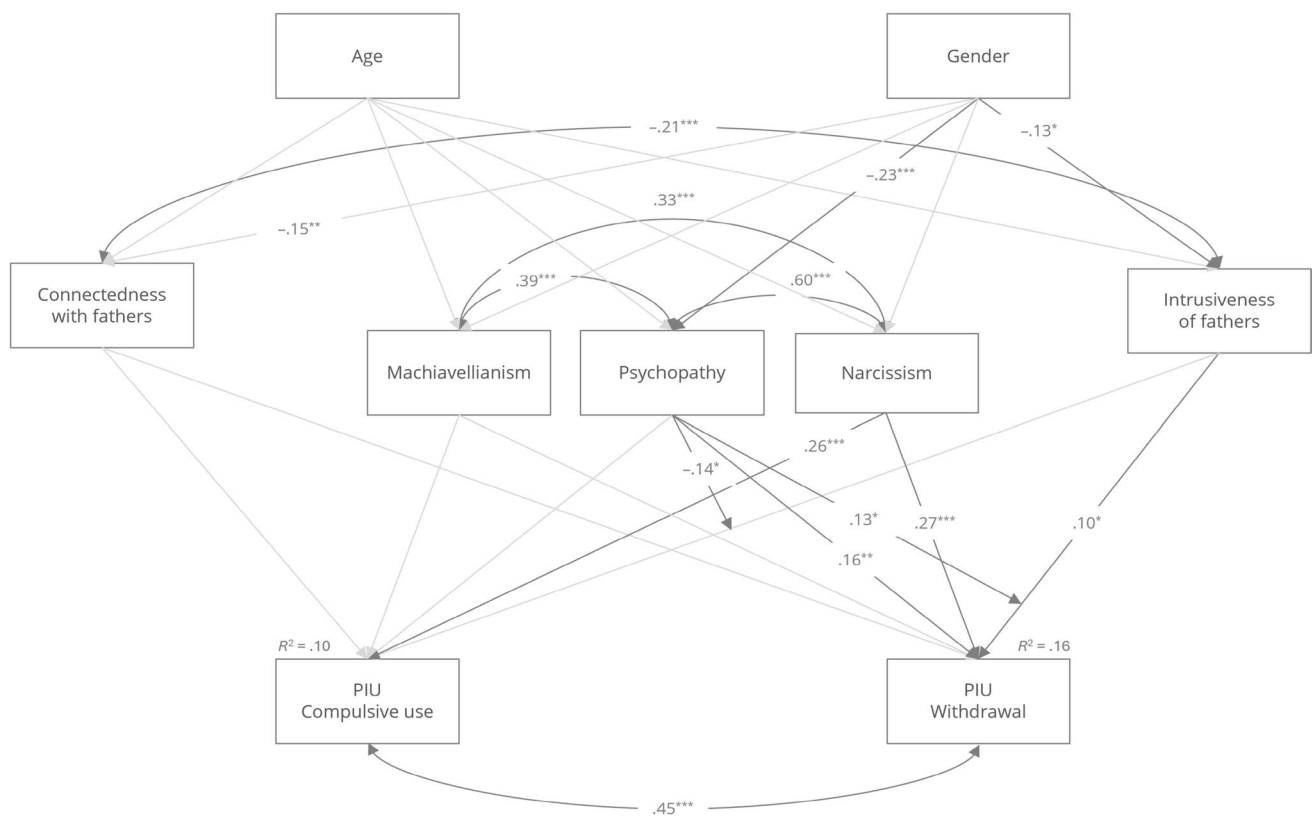 Age
Gender
–.21***
–.13*
–.23***
.33***
–.15**
.39***
.60***
Connectedness
with fathers
Intrusiveness
of fathers
Machiavellianism
Psychopathy
Narcissism
.26***
–.14*
.13*
.27***
.10*
.16**
R² = .10
R² = .16
PIU
Compulsive use
PIU
Withdrawal
.45***